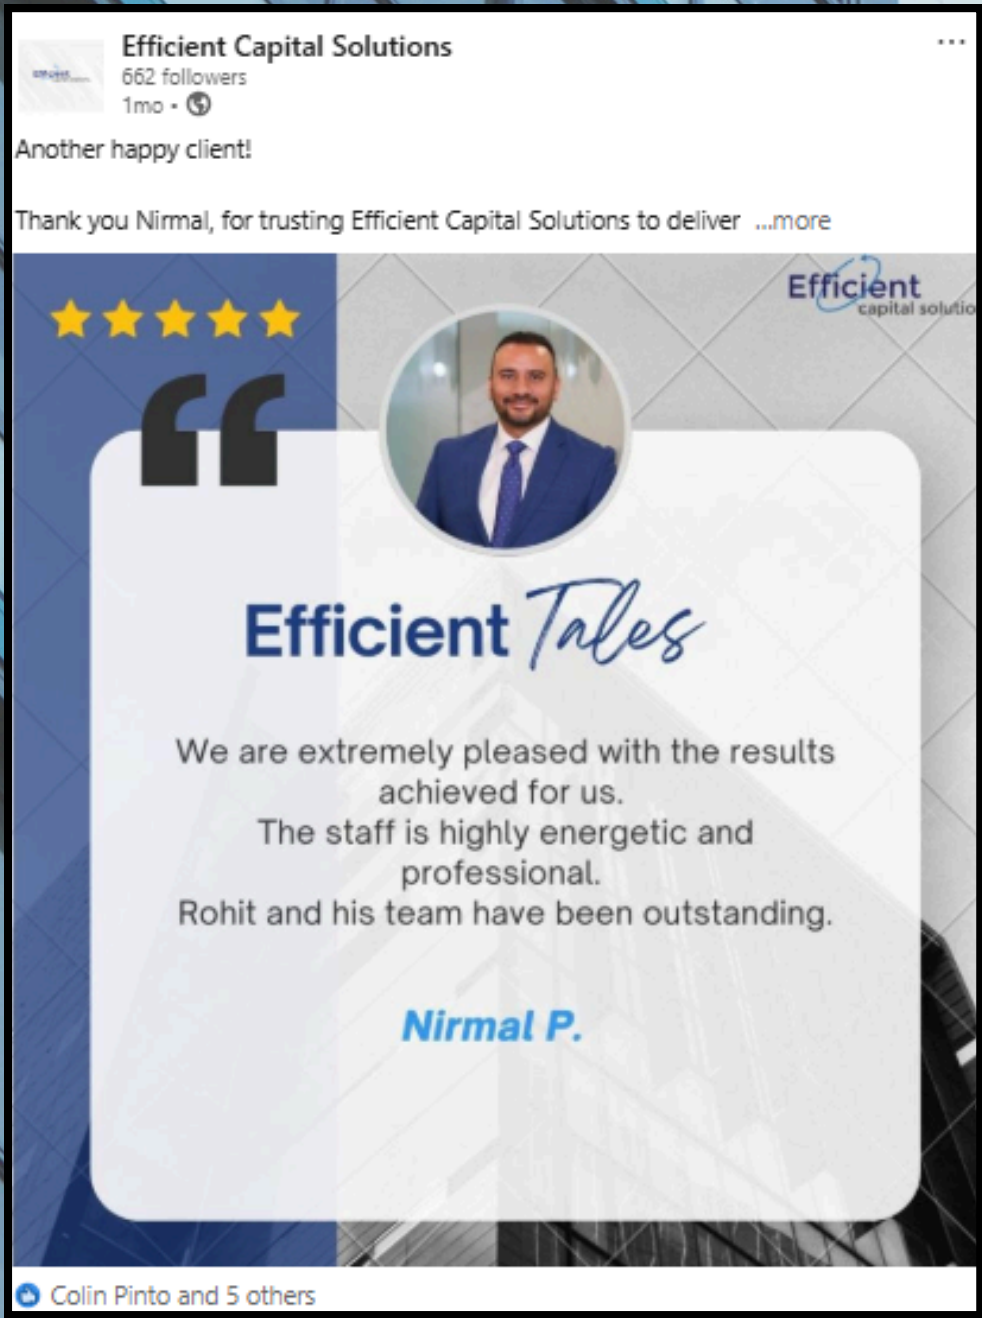 Efficient Capital Solutions
662 followers
1mo •
Another happy client!
Thank you Nirmal, for trusting Efficient Capital Solutions to deliver ...more
Efficient
capital solutio
Efficient Tales
We are extremely pleased with the results
achieved for us.
The staff is highly energetic and
professional.
Rohit and his team have been outstanding.
Nirmal P.
Colin Pinto and 5 others